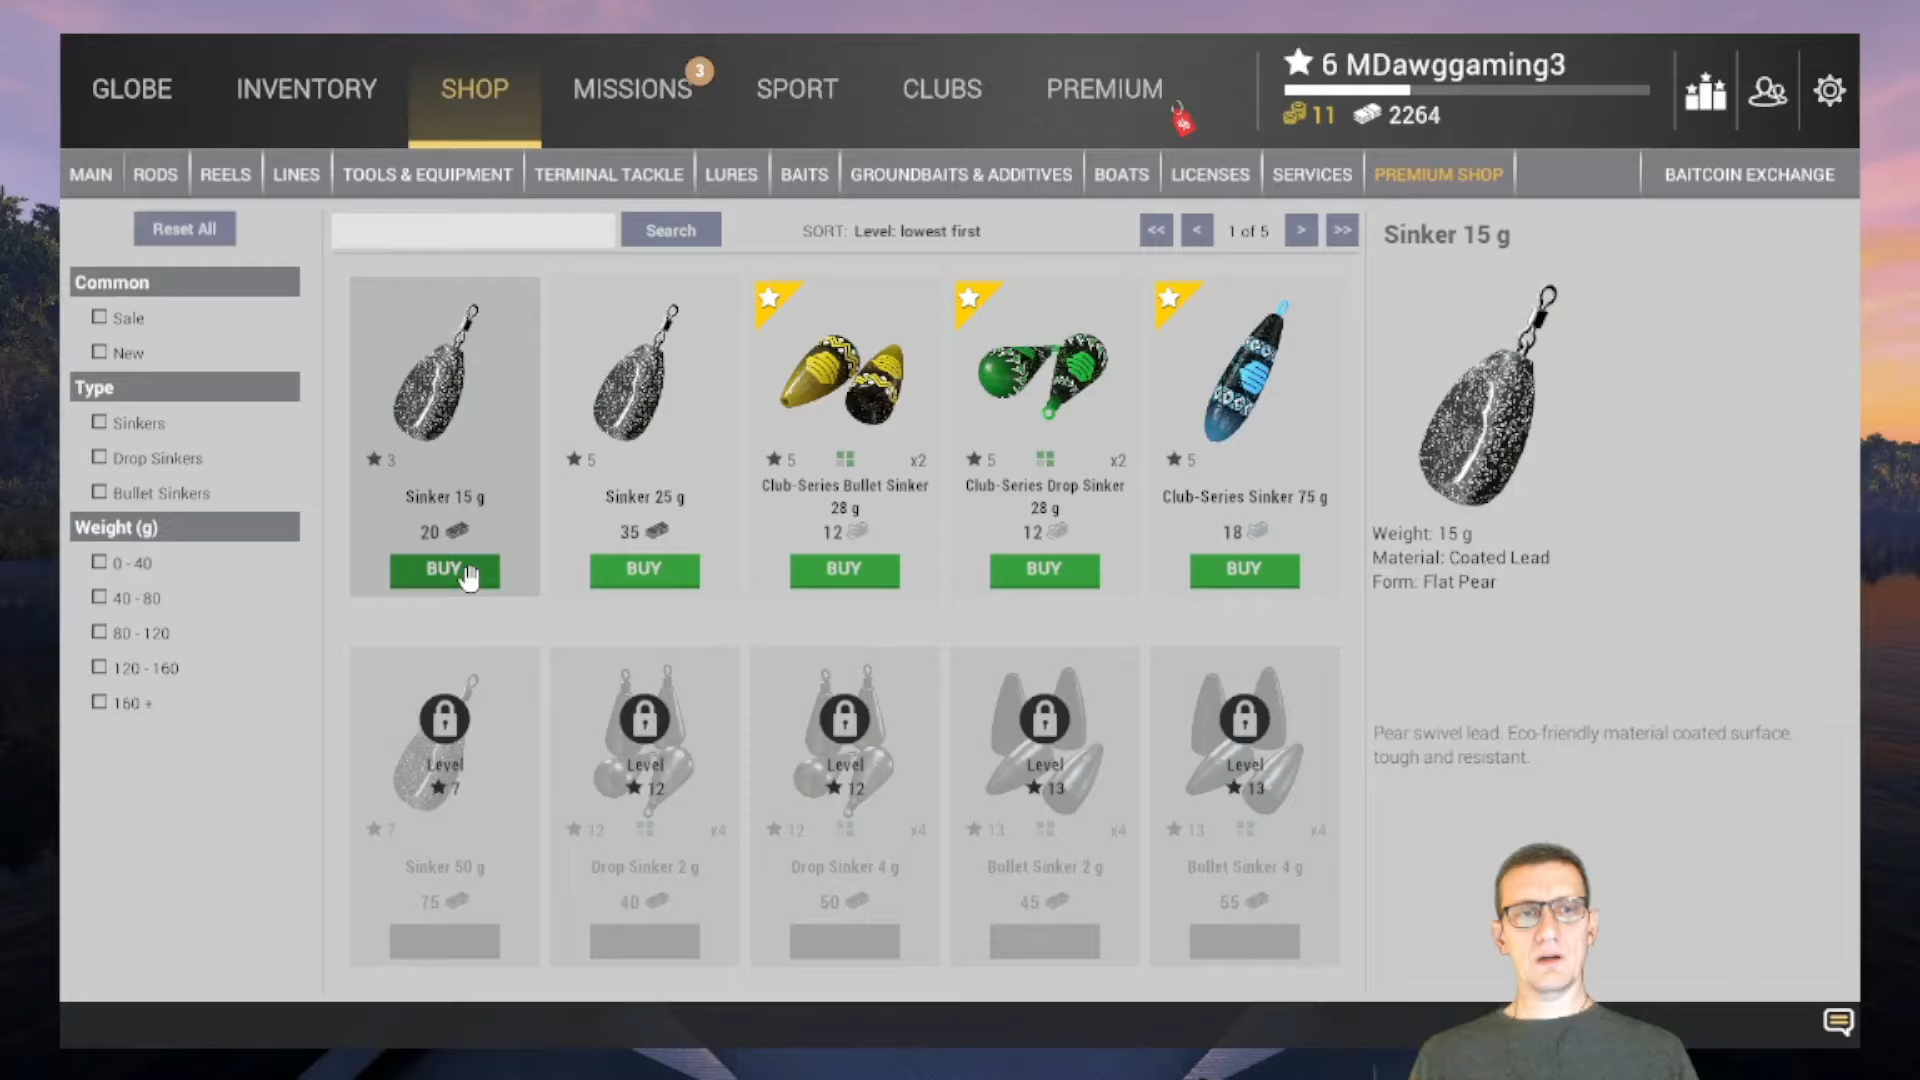 GLOBE INVENTORY SHOP MISSIONS 3 SPORT CLUBS PREMIUM
6 MDawggaming3
11 2264
MAIN RODS REELS LINES TOOLS & EQUIPMENT TERMINAL TACKLE LURES BAITS GROUNDBAITS & ADDITIVES BOATS LICENSES SERVICES PREMIUM SHOP BAITCOIN EXCHANGE
Reset All
Search SORT: Level: lowest first << < 1 of 5 > >>
Common
Sale
New
Type
Sinkers
Drop Sinkers
Bullet Sinkers
Weight (g)
0 - 40
40 - 80
80 - 120
120 - 160
160 +
3
Sinker 15 g
20
BUY
5
Sinker 25 g
35
BUY
5 x2
Club-Series Bullet Sinker
28 g
12
BUY
5 x2
Club-Series Drop Sinker
28 g
12
BUY
5
Club-Series Sinker 75 g
18
BUY
Level
7
7
Sinker 50 g
75
Level
12
12 x4
Drop Sinker 2 g
40
Level
12
12 x4
Drop Sinker 4 g
50
Level
13
13 x4
Bullet Sinker 2 g
45
Level
13
13 x4
Bullet Sinker 4 g
55
Sinker 15 g
Weight: 15 g
Material: Coated Lead
Form: Flat Pear
Pear swivel lead. Eco-friendly material coated surface,
tough and resistant.